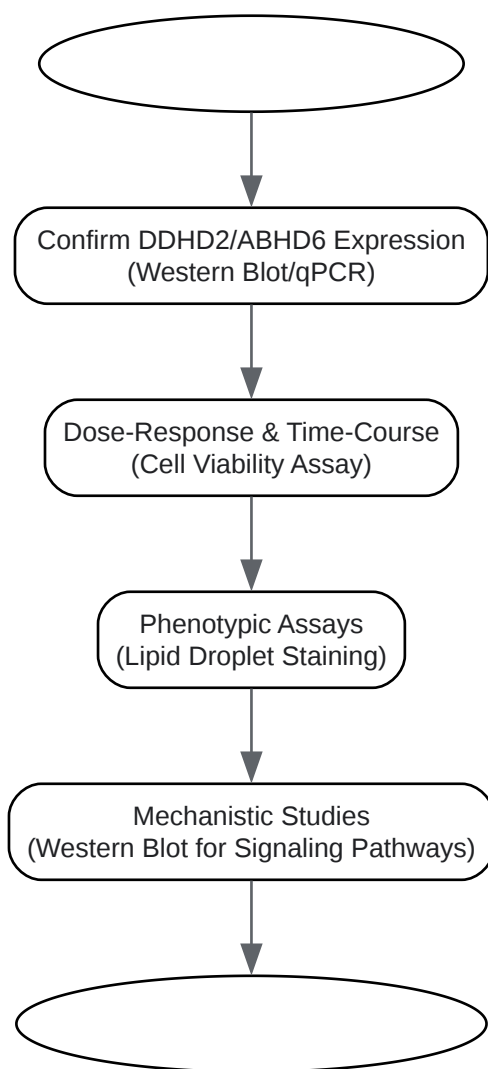 Confirm DDHD2/ABHD6 Expression
(Western Blot/qPCR)
Dose-Response & Time-Course
(Cell Viability Assay)
Phenotypic Assays
(Lipid Droplet Staining)
Mechanistic Studies
(Western Blot for Signaling Pathways)